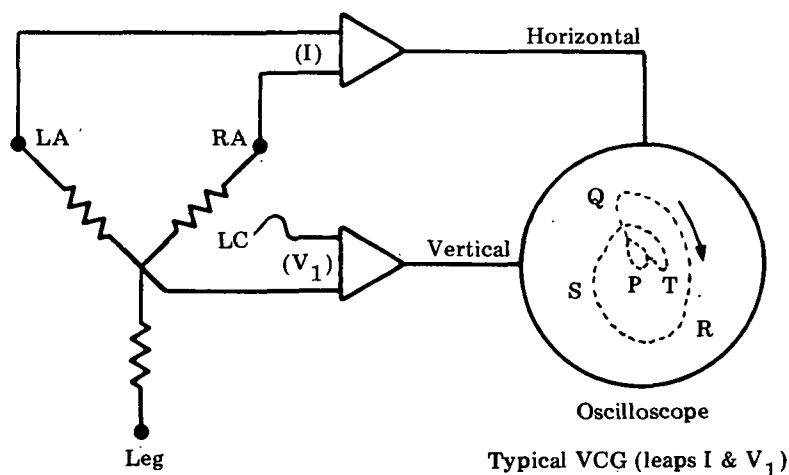 Horizontal
(I)
LA
RA
LC
(V1)
Vertical
Q
S
P
T
R
Oscilloscope
Leg
Typical VCG (leaps I & V1)